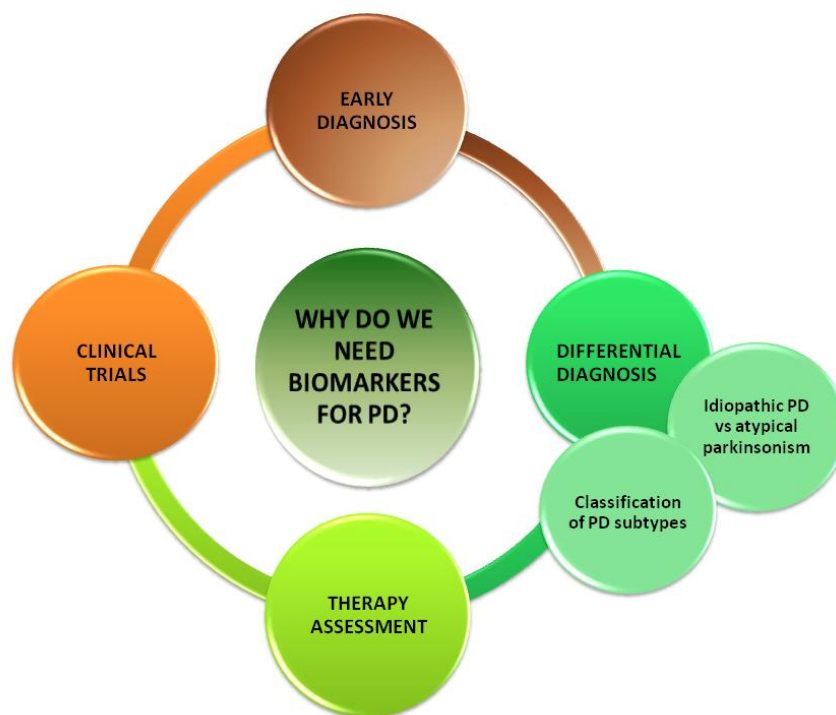 EARLY
DIAGNOSIS
WHY DO WE
NEED
BIOMARKERS
FOR PD?
CLINICAL
TRIALS
DIFFERENTIAL
DIAGNOSIS
Idiopathic PD
vs atypical
parkinsonism
Classification
of PD subtypes
THERAPY
ASSESSMENT